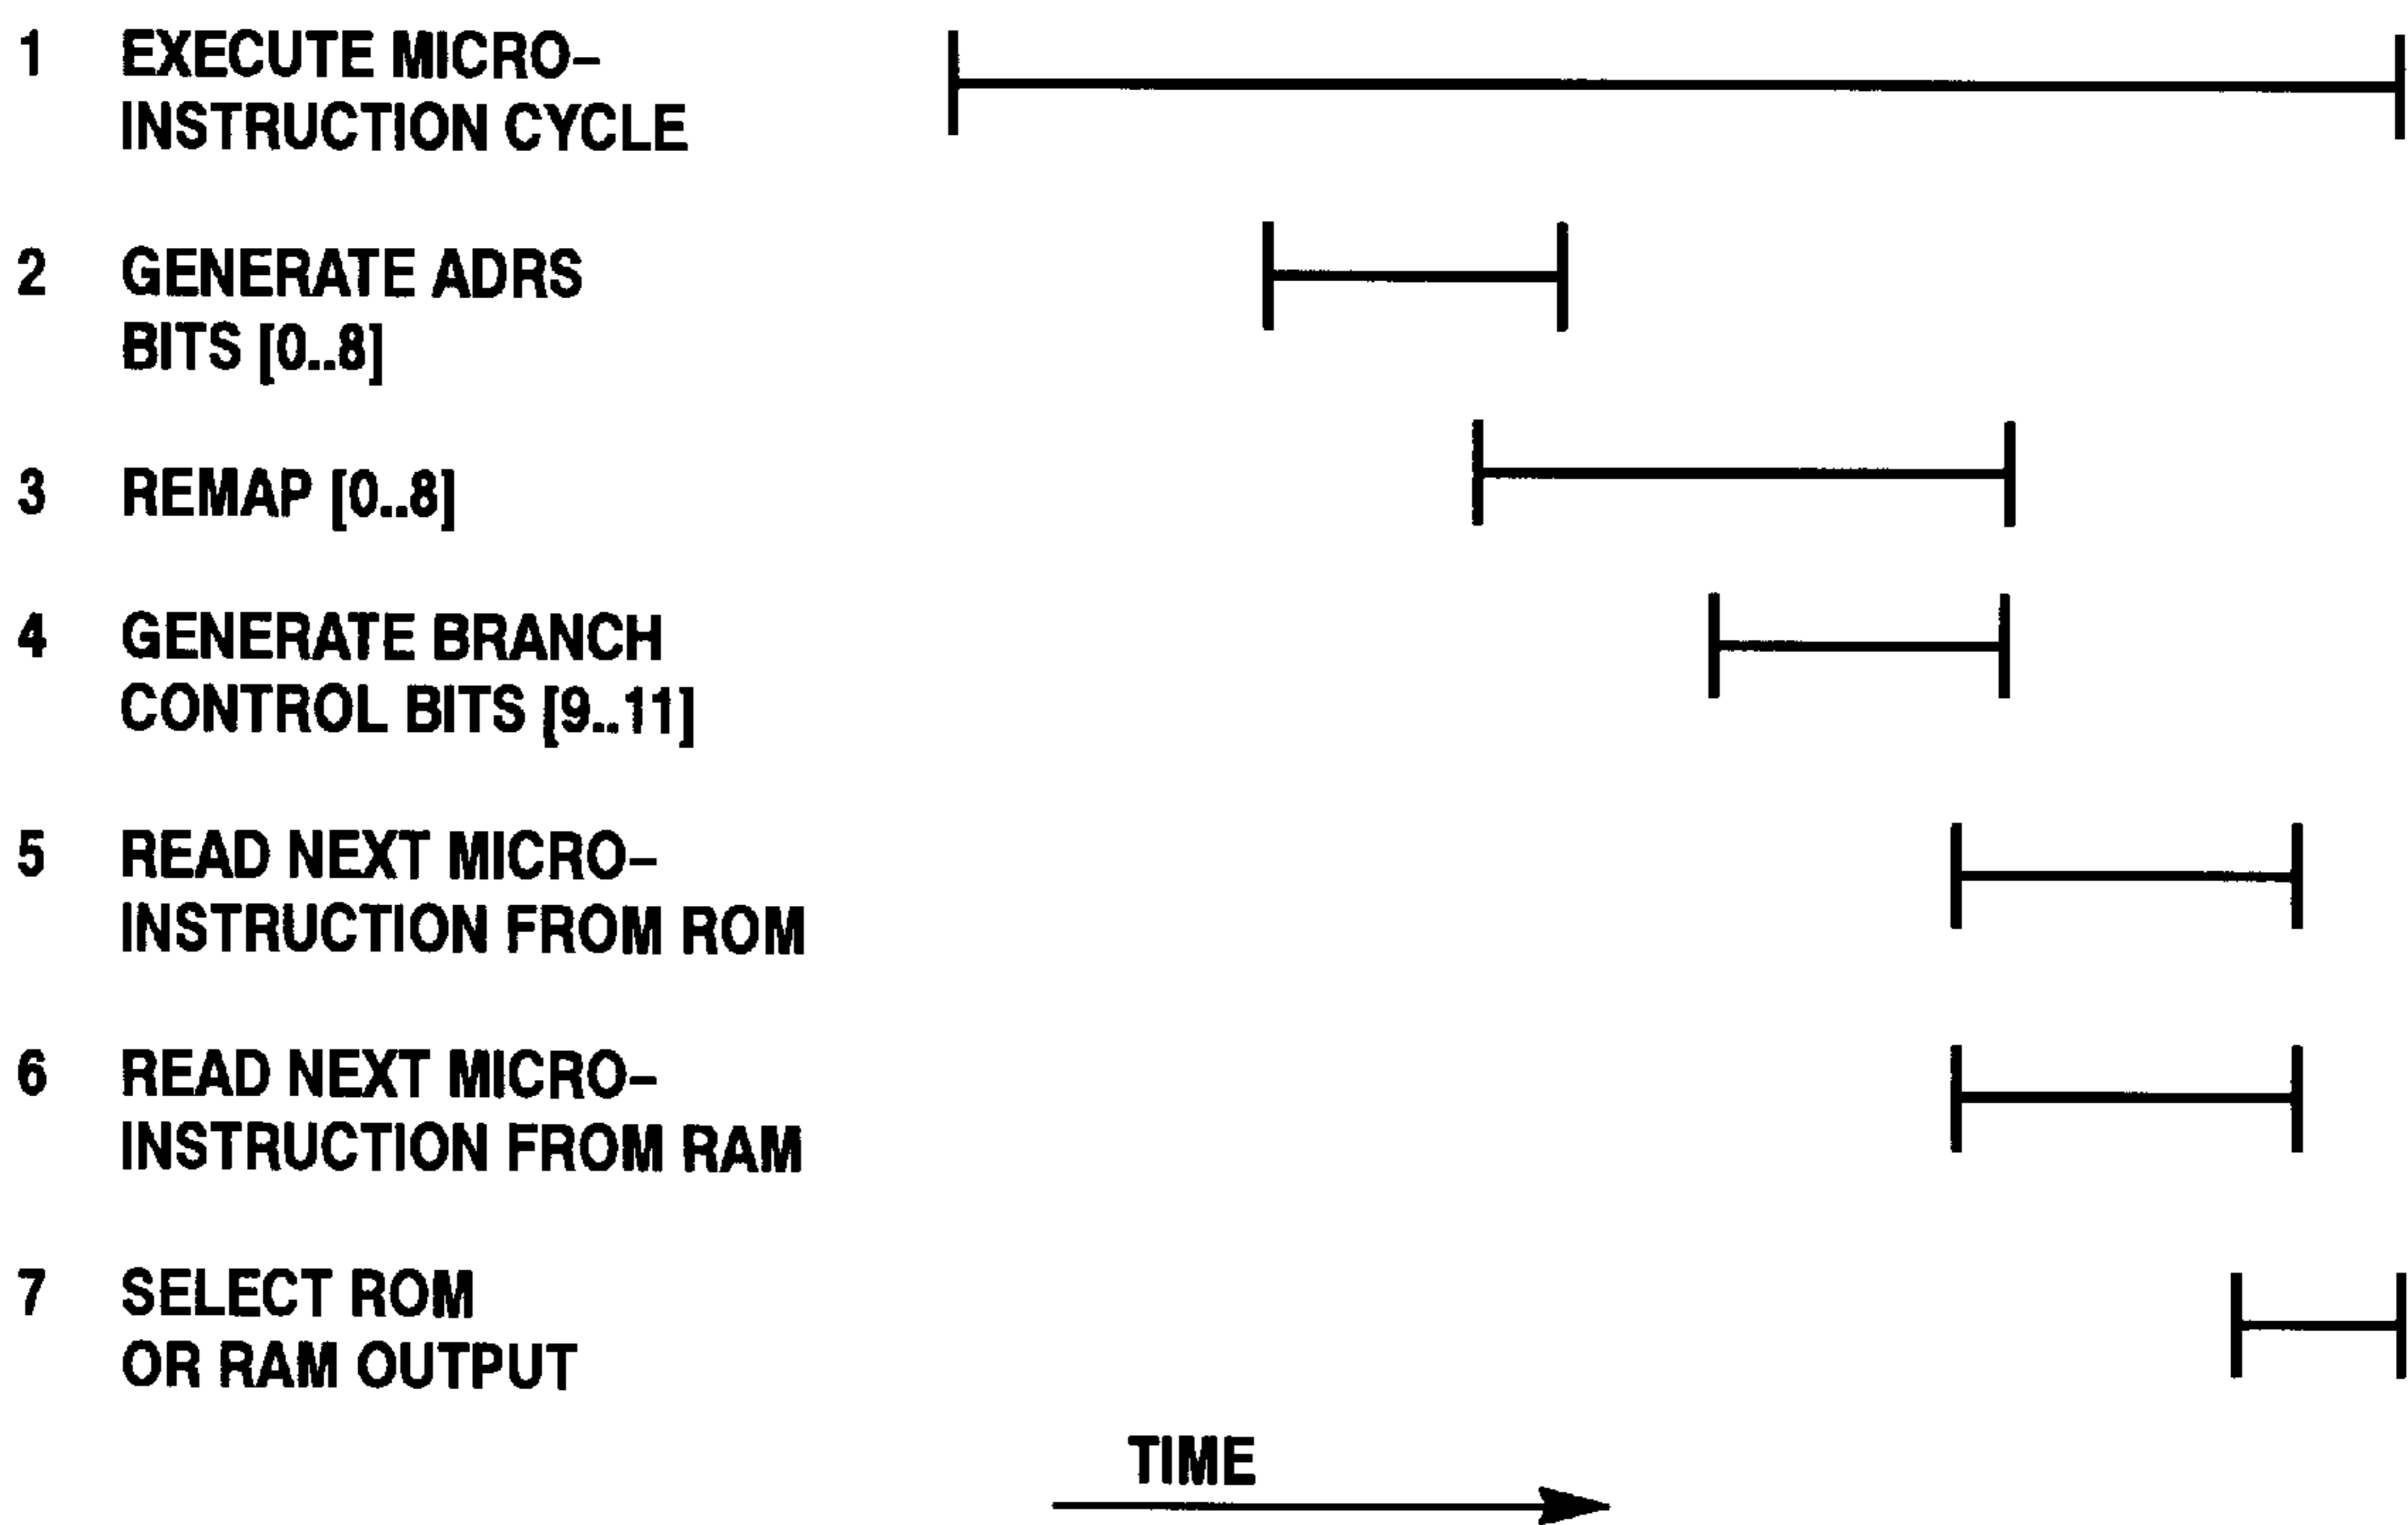 1 EXECUTE MICRO–
INSTRUCTION CYCLE
2 GENERATE ADRS
BITS [0..8]
3 REMAP [0..8]
4 GENERATE BRANCH
CONTROL BITS [9..11]
5 READ NEXT MICRO–
INSTRUCTION FROM ROM
6 READ NEXT MICRO–
INSTRUCTION FROM RAM
7 SELECT ROM
OR RAM OUTPUT
TIME